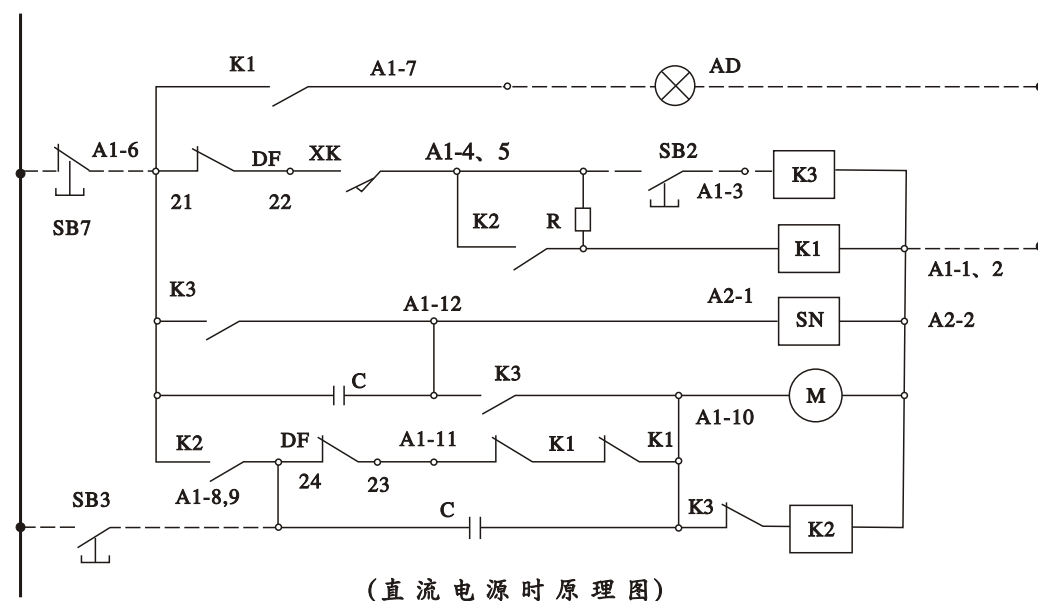 K1
A1-7
AD
A1-6
DF
XK
A1-4、5
SB2
A1-3
K3
21
22
SB7
K2
R
K1
A1-1、2
K3
A1-12
A2-1
SN
A2-2
C
K3
M
A1-10
K2
DF
A1-11
K1
K1
24
23
A1-8,9
SB3
C
K3
K2
(直流电源时原理图)